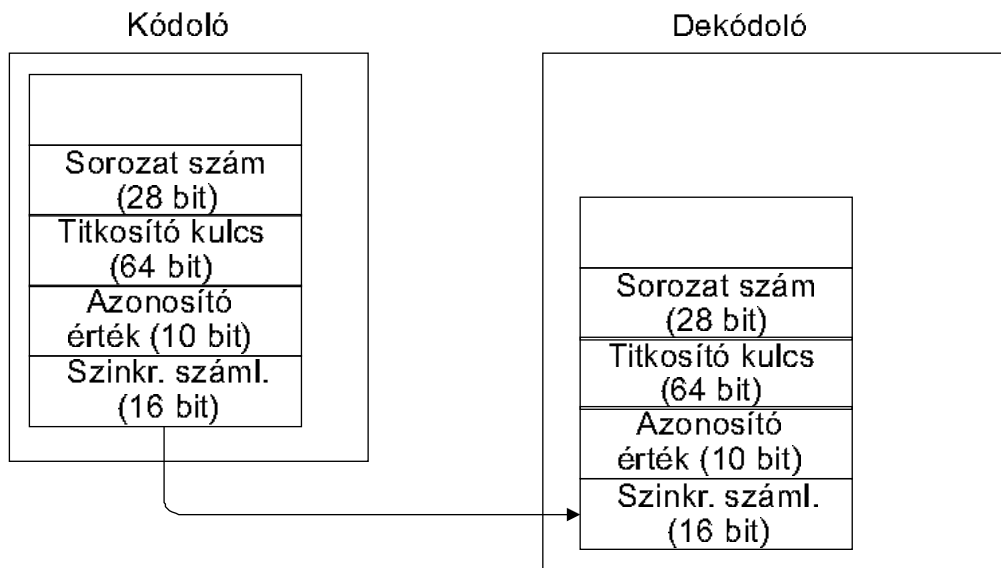 Kódoló
Sorozat szám
(28 bit)
Titkosító kulcs
(64 bit)
Azonosító
érték (10 bit)
Szinkr. száml.
(16 bit)
Dekódoló
Sorozat szám
(28 bit)
Titkosító kulcs
(64 bit)
Azonosító
érték (10 bit)
Szinkr. száml.
(16 bit)